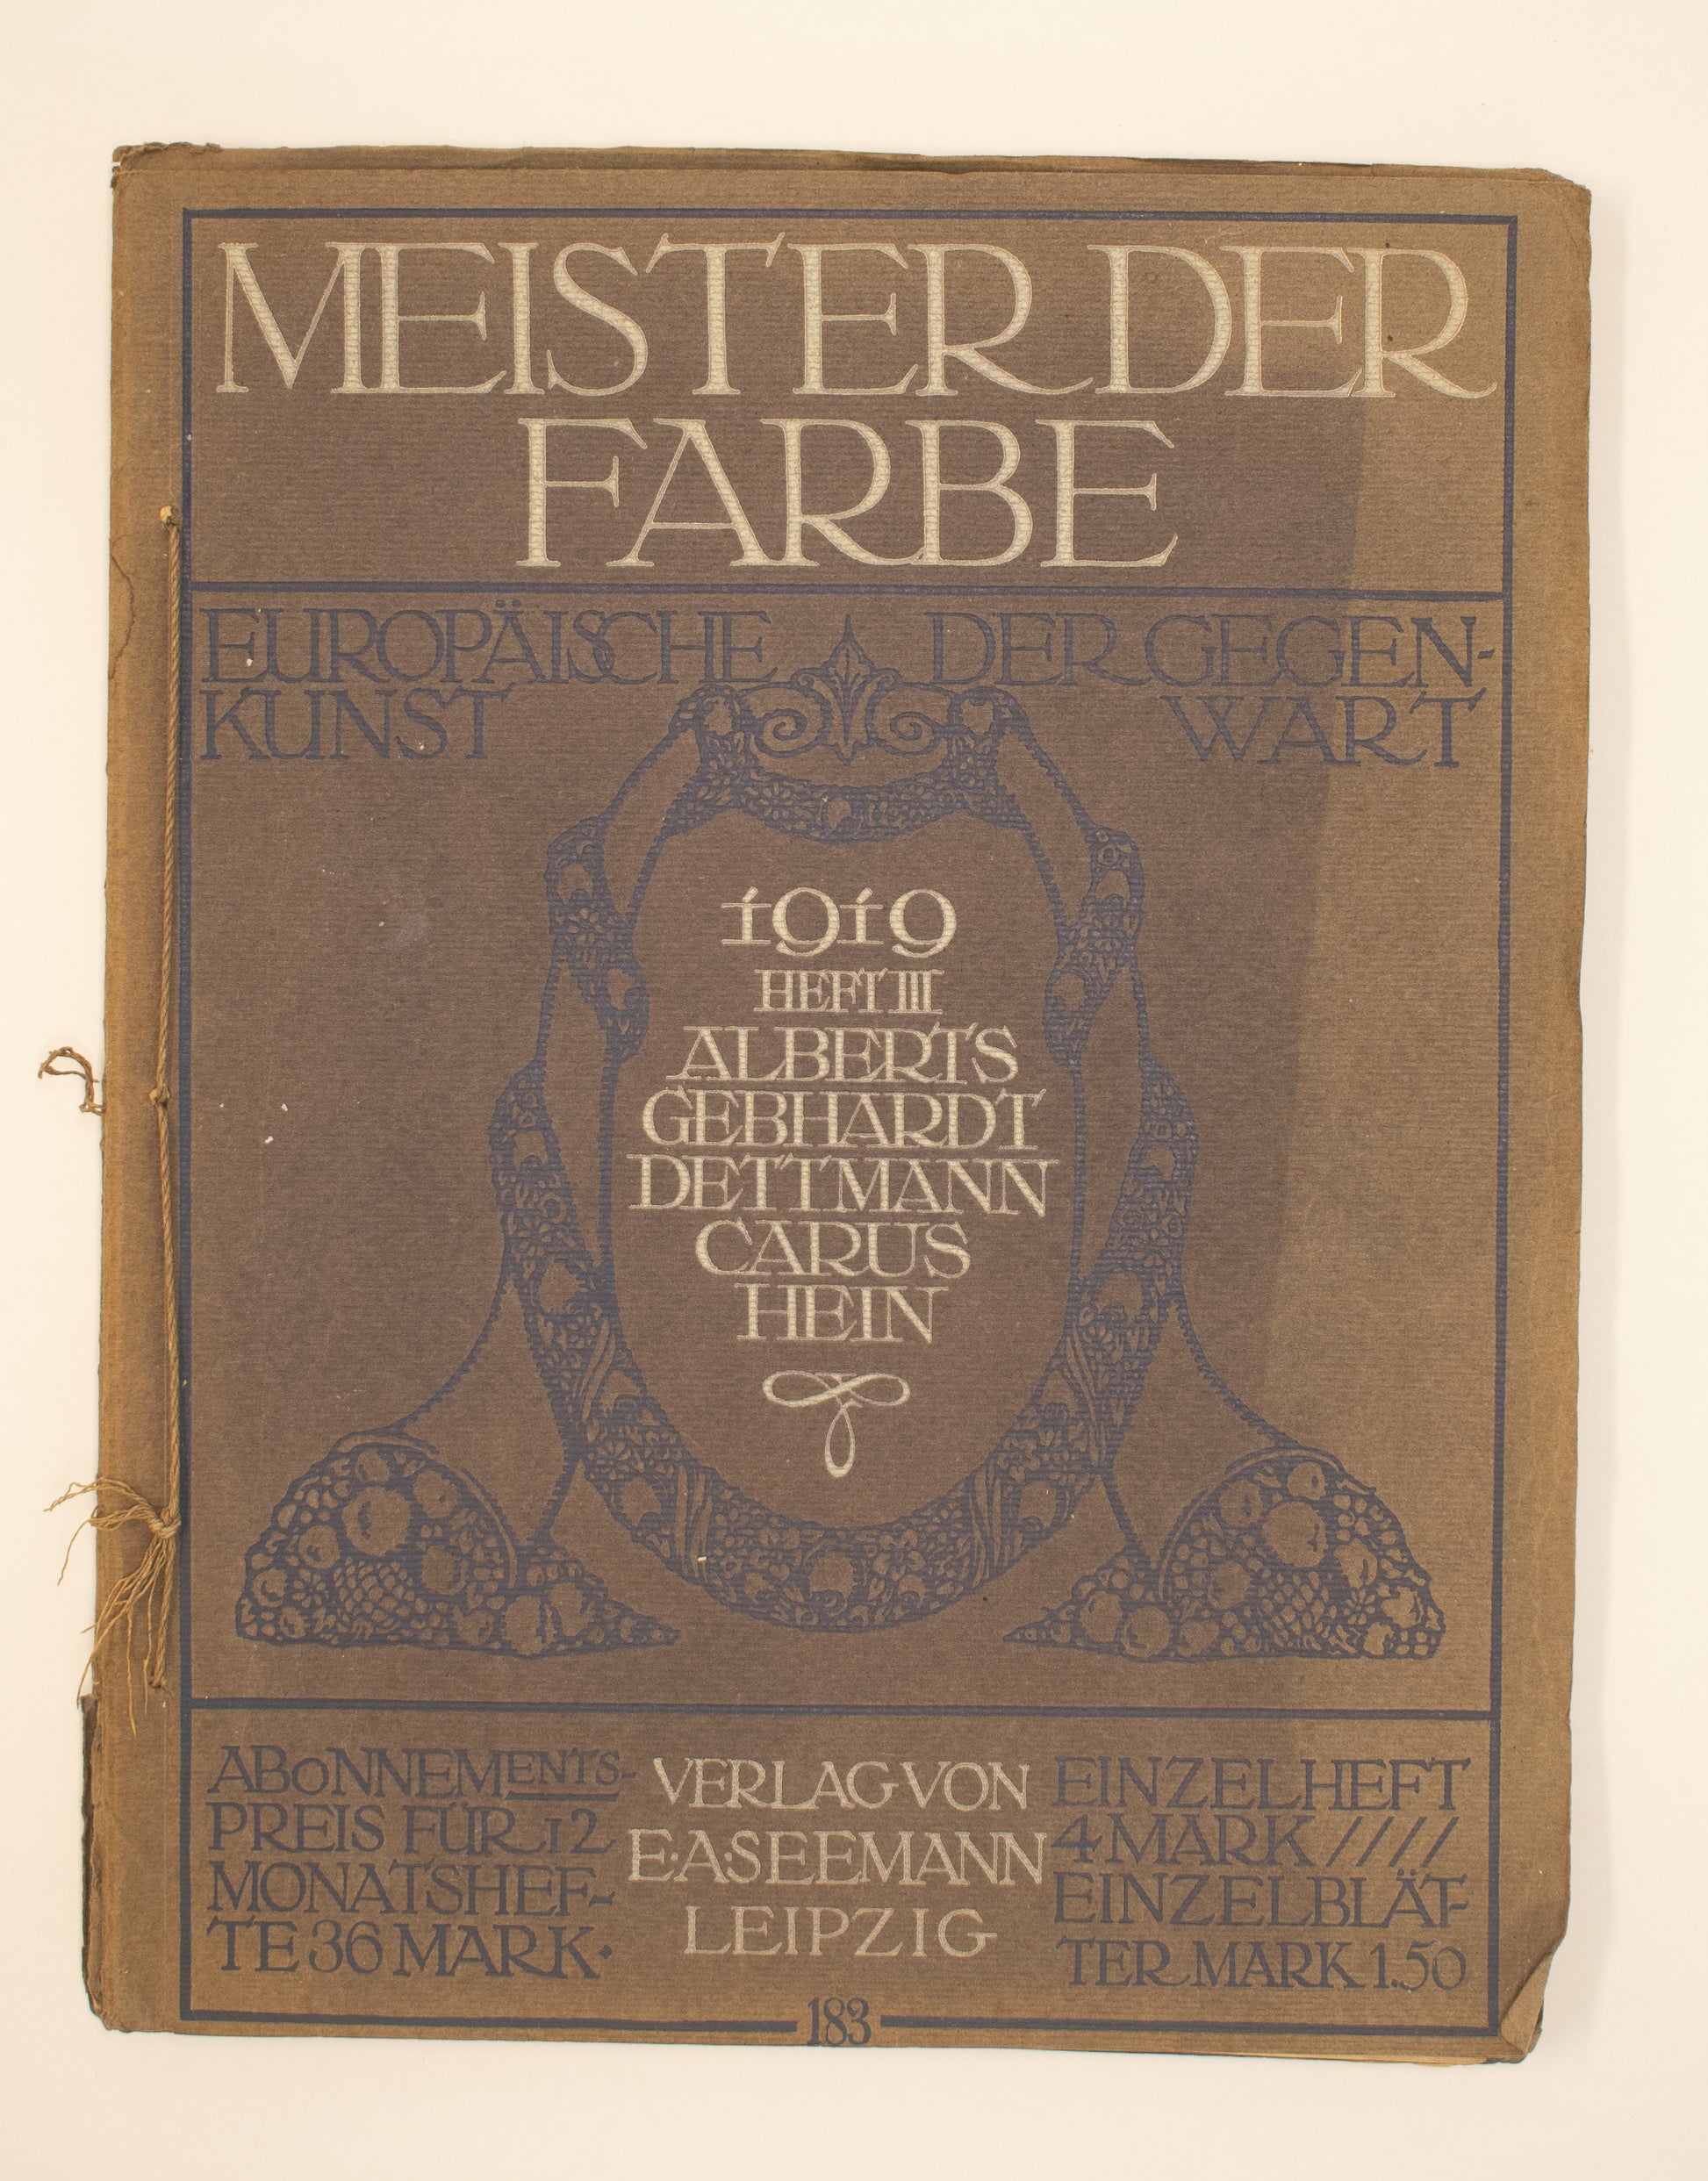 MEISTER DER
FARBE
EUROPÄISCHE
KUNST
DER GEGEN-
WART
1919
HEFT III
ALBERTS
GEBHARDT
DETTMANN
CARUS
HEIN
ABONNEMENTS-
PREIS FÜR 12
MONATSHEF-
TE 36 MARK.
VERLAG VON
E·A·SEEMANN
LEIPZIG
EINZELHEFT
4 MARK ////
EINZELBLÄT-
TER MARK 1.50
183